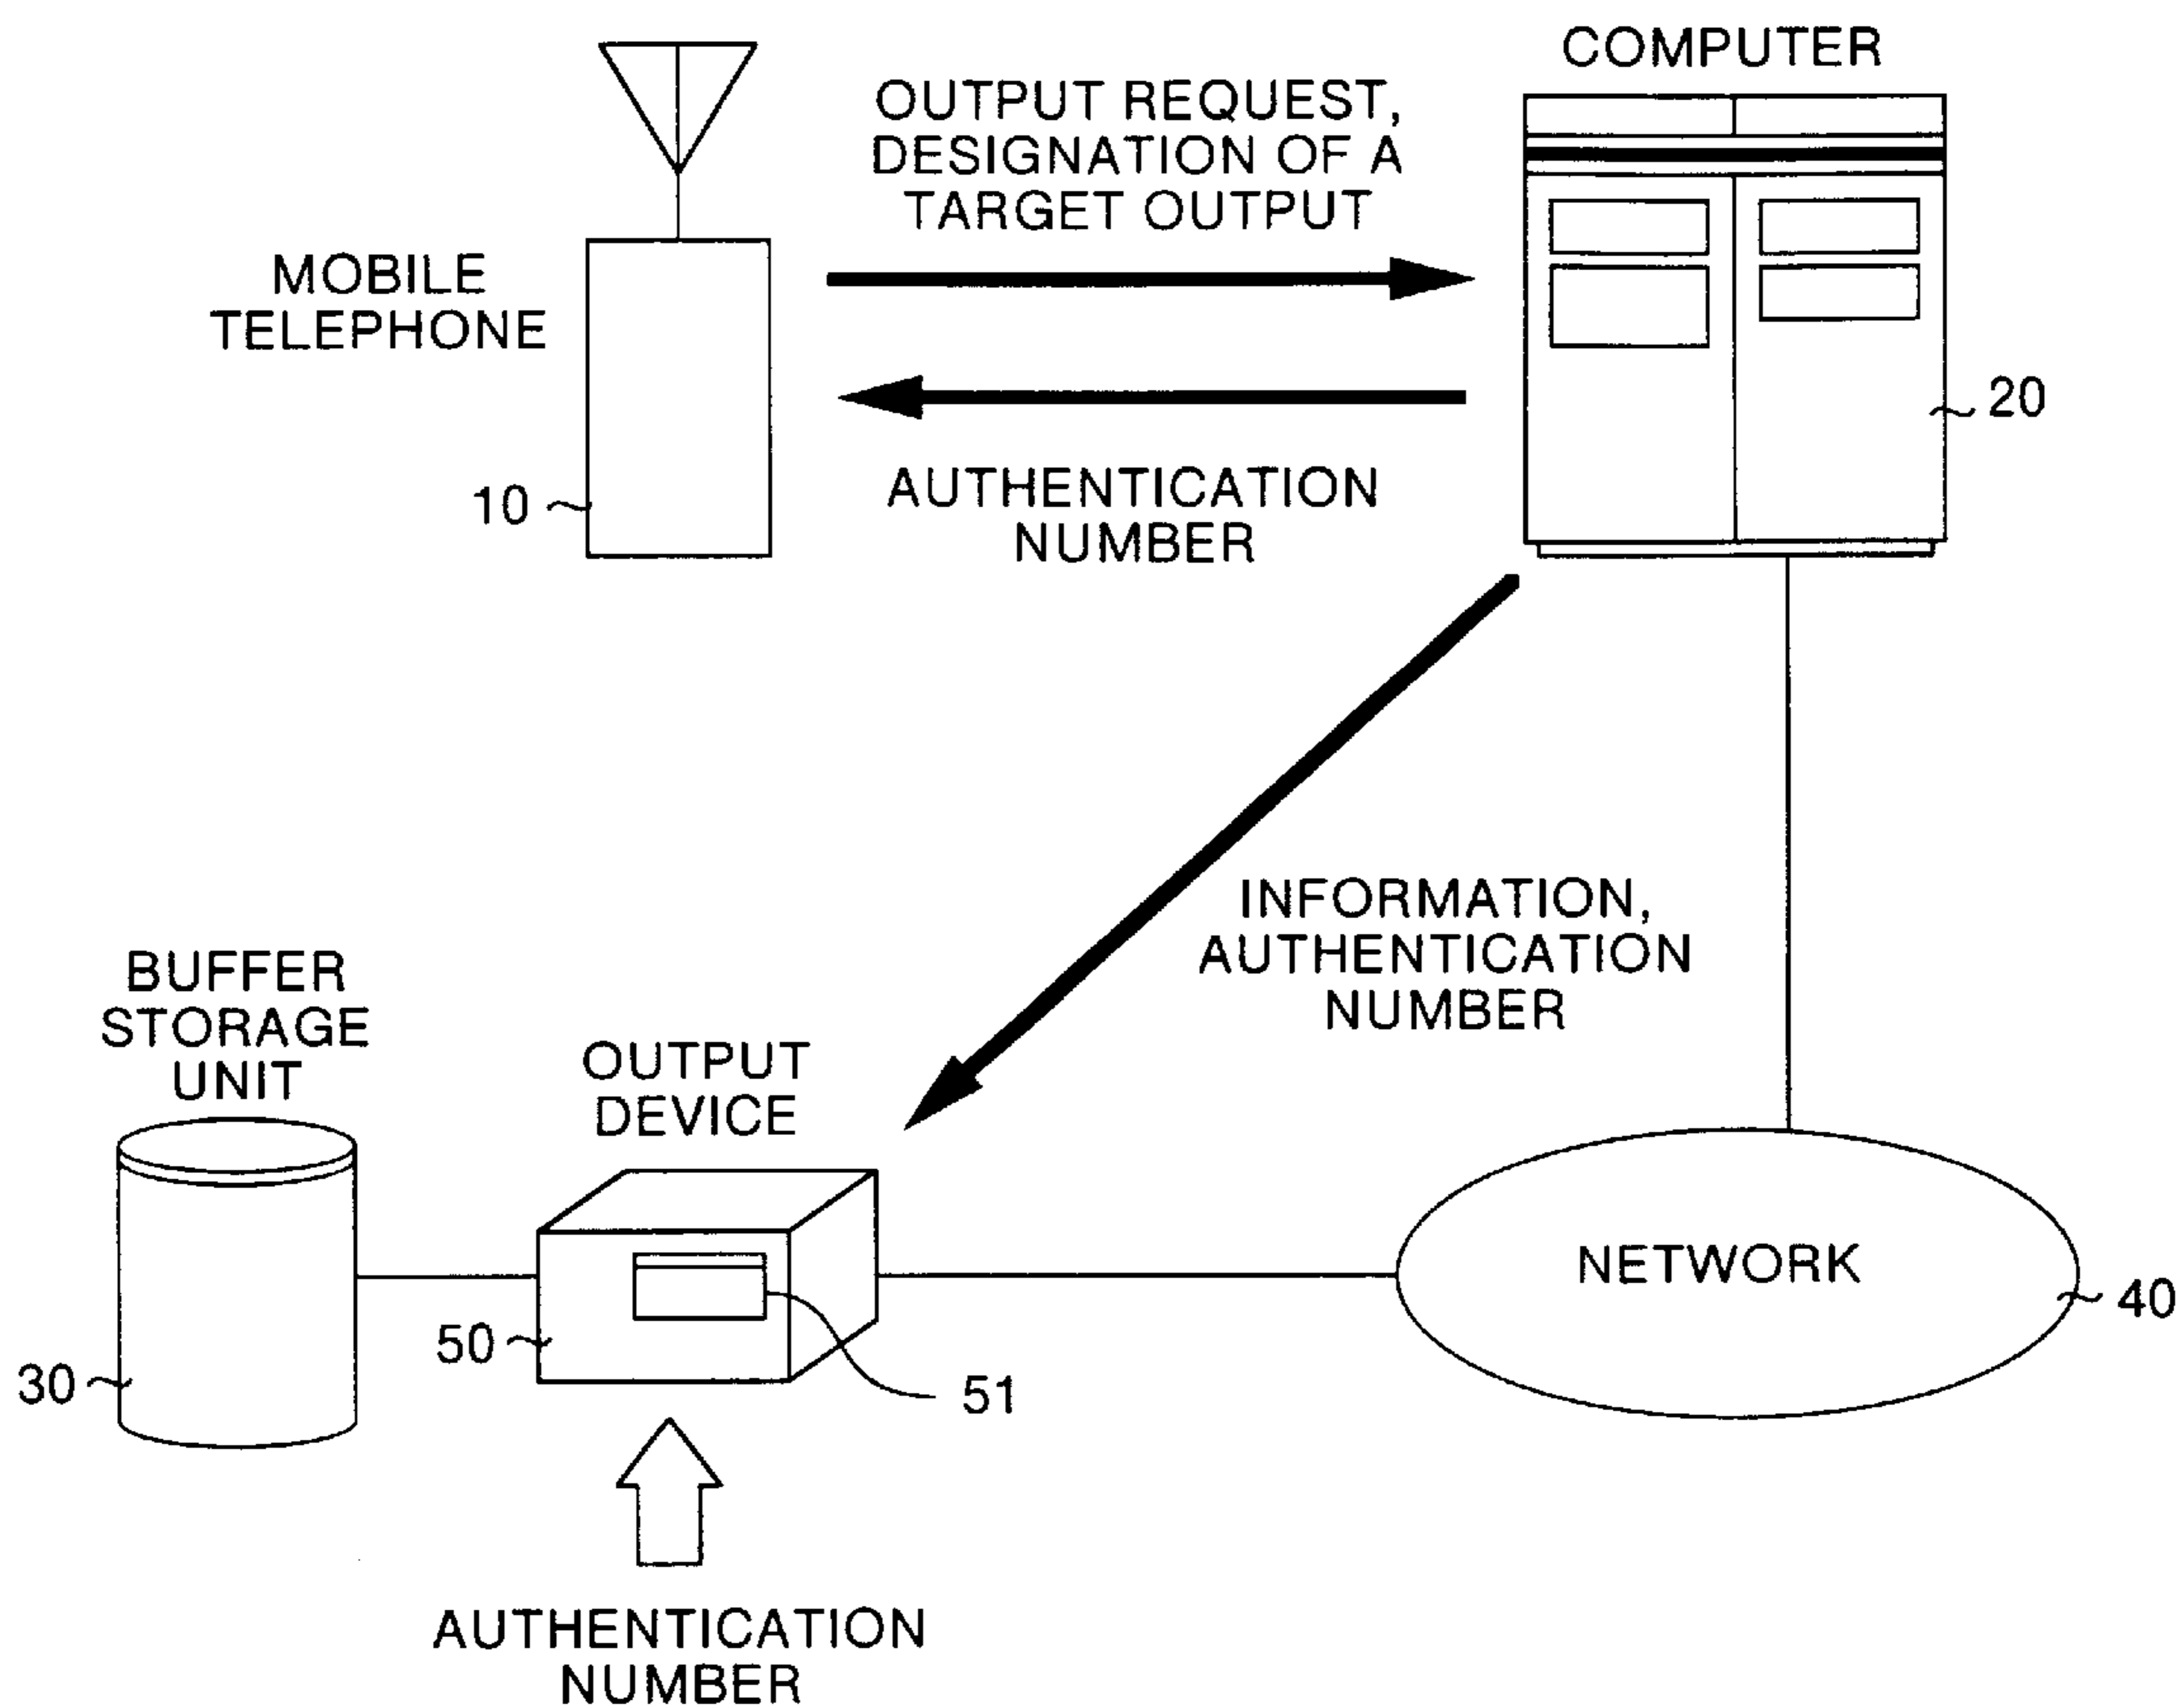 COMPUTER
OUTPUT REQUEST,
DESIGNATION OF A
TARGET OUTPUT
MOBILE
TELEPHONE
20
10
AUTHENTICATION
NUMBER
INFORMATION,
AUTHENTICATION
NUMBER
BUFFER
STORAGE
UNIT
OUTPUT
DEVICE
NETWORK
40
50
30
51
AUTHENTICATION
NUMBER